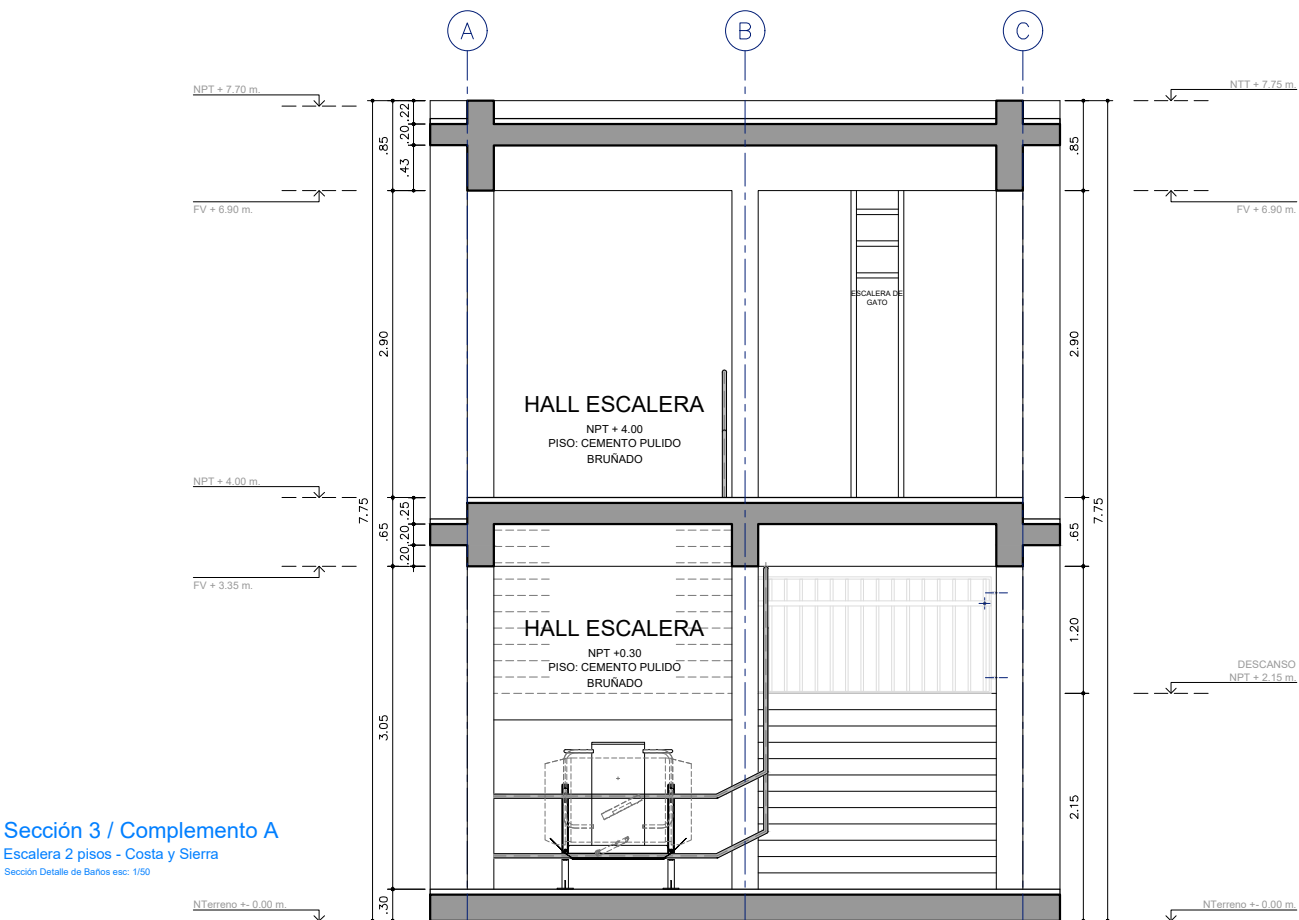 A
B
C
NPT + 7.70 m.
NTT + 7.75 m.
.22
.20
.43
.85
.85
FV + 6.90 m.
FV + 6.90 m.
ESCALERA DE
GATO
2.90
2.90
HALL ESCALERA
NPT + 4.00
PISO: CEMENTO PULIDO
BRUÑADO
NPT + 4.00 m.
7.75
.65
.25
.20
.20
.65
7.75
FV + 3.35 m.
HALL ESCALERA
NPT +0.30
PISO: CEMENTO PULIDO
BRUÑADO
1.20
DESCANSO
NPT + 2.15 m.
3.05
2.15
Sección 3 / Complemento A
Escalera 2 pisos - Costa y Sierra
Sección Detalle de Baños esc: 1/50
.30
NTerreno +- 0.00 m.
NTerreno +- 0.00 m.